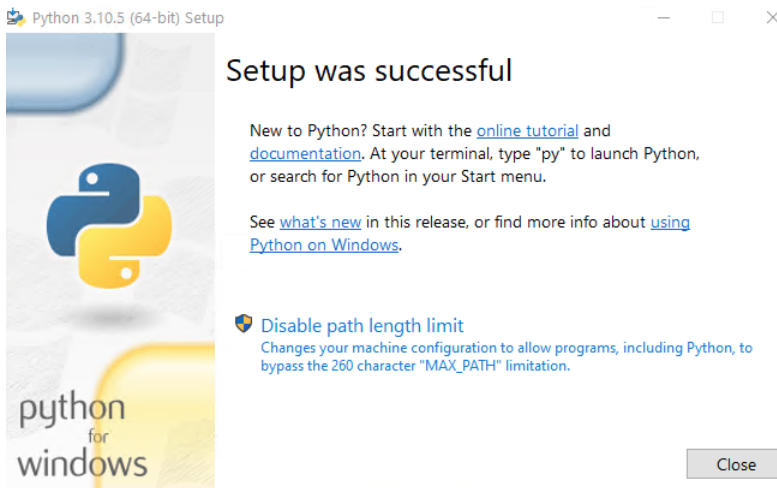 Python 3.10.5 (64-bit) Setup
Setup was successful
New to Python? Start with the online tutorial and
documentation. At your terminal, type "py" to launch Python,
or search for Python in your Start menu.
See what's new in this release, or find more info about using
Python on Windows.
Disable path length limit
Changes your machine configuration to allow programs, including Python, to
bypass the 260 character "MAX_PATH" limitation.
python
for
windows
Close